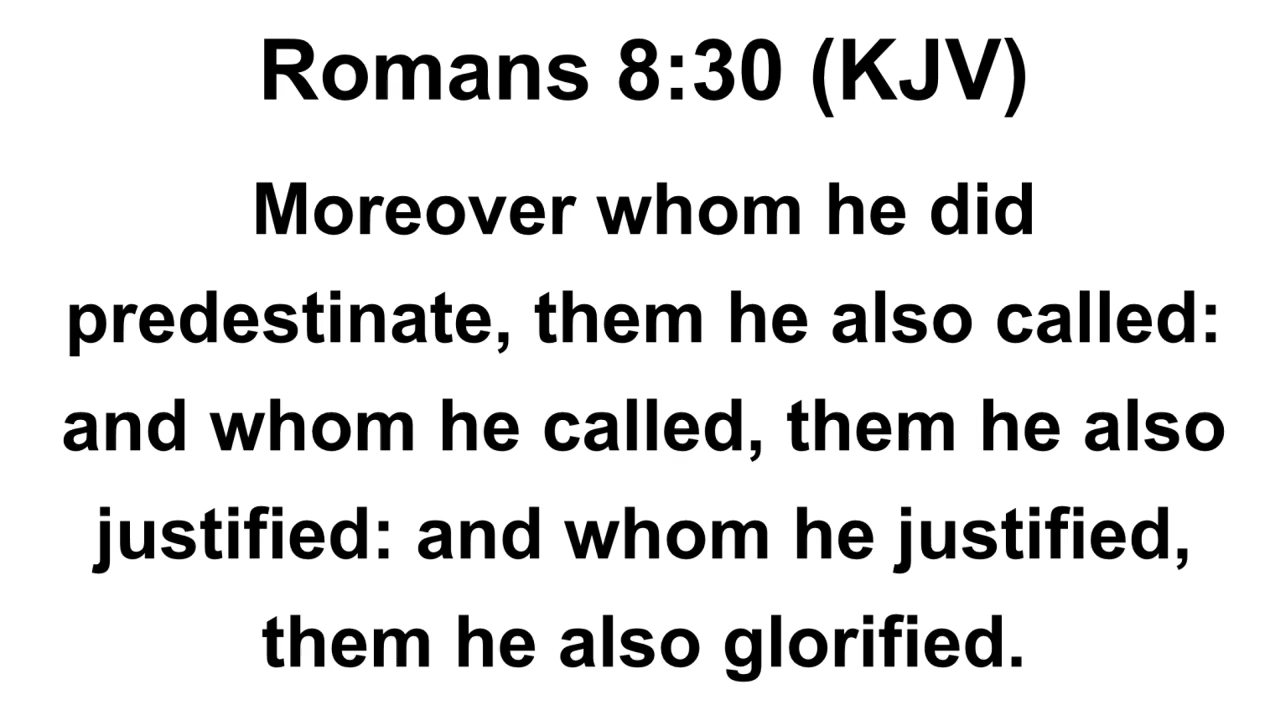 Romans 8:30 (KJV)
Moreover whom he did
predestinate, them he also called:
and whom he called, them he also
justified: and whom he justified,
them he also glorified.